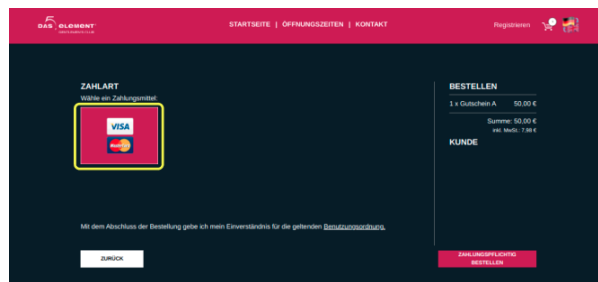 DAS ELEMENT
STARTSEITE | ÖFFNUNGSZEITEN | KONTAKT
Registrieren
ZAHLART
Wähle ein Zahlungsmittel:
VISA
MasterCard
BESTELLEN
1 x Gutschein A 50,00 €
Summe: 50,00 €
inkl. MwSt.: 7,98 €
KUNDE
Mit dem Abschluss der Bestellung gebe ich mein Einverständnis für die geltenden Benutzungsordnung.
ZURÜCK
ZAHLUNGSPFLICHTIG
BESTELLEN